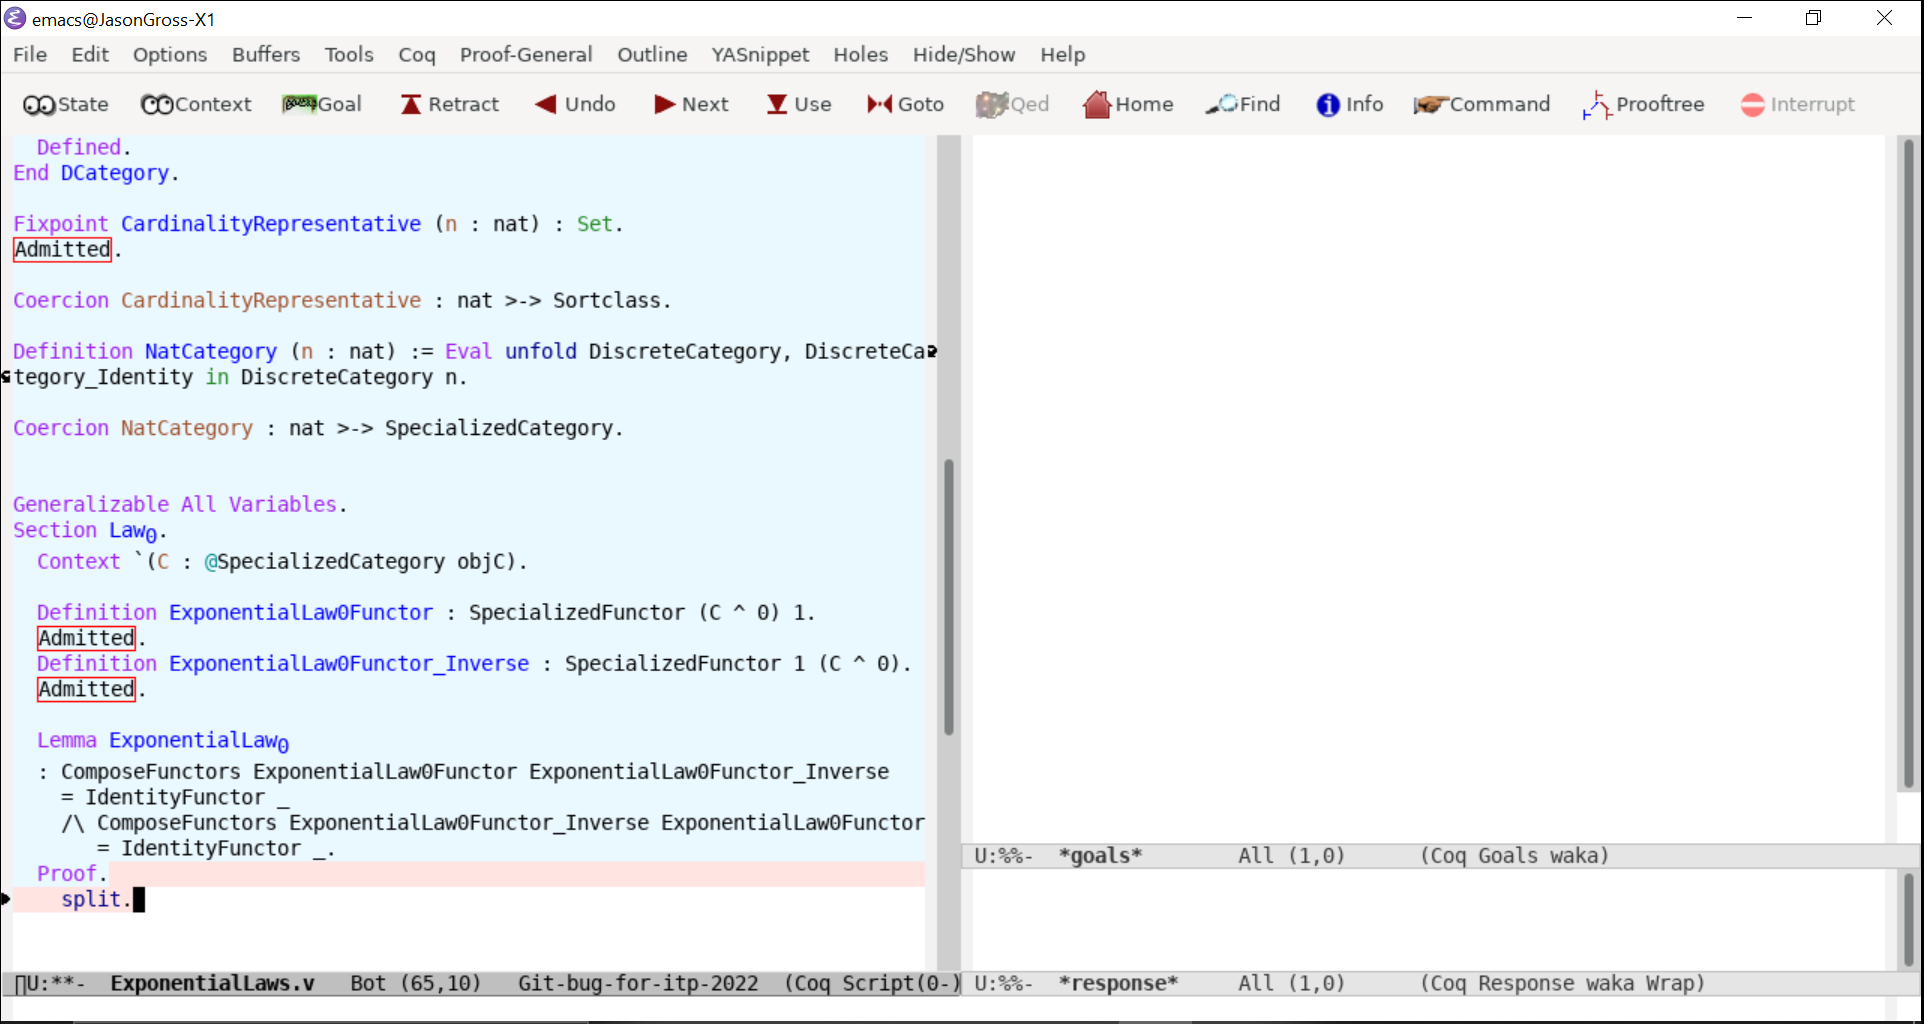 emacs@JasonGross-X1
File Edit Options Buffers Tools Coq Proof-General Outline YASnippet Holes Hide/Show Help
State Context Goal Retract Undo Next Use Goto Qed Home Find Info Command Prooftree Interrupt
Defined.
End DCategory.
Fixpoint CardinalityRepresentative (n : nat) : Set.
Admitted.
Coercion CardinalityRepresentative : nat >-> Sortclass.
Definition NatCategory (n : nat) := Eval unfold DiscreteCategory, DiscreteCa
tegory_Identity in DiscreteCategory n.
Coercion NatCategory : nat >-> SpecializedCategory.
Generalizable All Variables.
Section Law₀.
Context `(C : @SpecializedCategory objC).
Definition ExponentialLaw0Functor : SpecializedFunctor (C ^ 0) 1.
Admitted.
Definition ExponentialLaw0Functor_Inverse : SpecializedFunctor 1 (C ^ 0).
Admitted.
Lemma ExponentialLaw₀
: ComposeFunctors ExponentialLaw0Functor ExponentialLaw0Functor_Inverse
= IdentityFunctor _
/\ ComposeFunctors ExponentialLaw0Functor_Inverse ExponentialLaw0Functor
= IdentityFunctor _.
Proof.
split.
U:**- ExponentialLaws.v Bot (65,10) Git-bug-for-itp-2022 (Coq Script(0-)
U:%%- *goals* All (1,0) (Coq Goals waka)
U:%%- *response* All (1,0) (Coq Response waka Wrap)